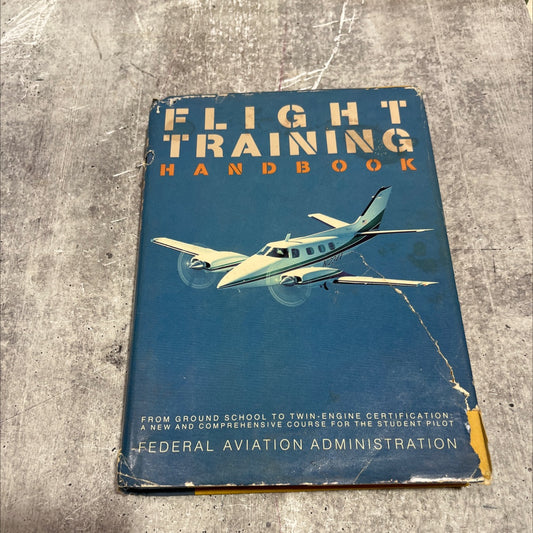 FLIGHT
TRAINING
HANDBOOK
FROM GROUND SCHOOL TO TWIN-ENGINE CERTIFICATION:
A NEW AND COMPREHENSIVE COURSE FOR THE STUDENT PILOT
FEDERAL AVIATION ADMINISTRATION